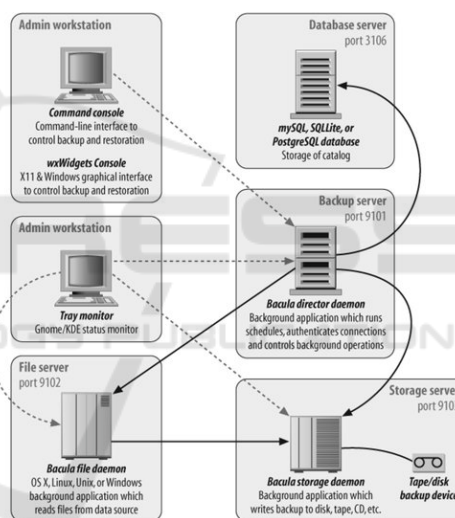 Admin workstation
Command console
Command-line interface to
control backup and restoration
wxWidgets Console
X11 & Windows graphical interface
to control backup and restoration
Database server
port 3106
mySQL, SQLLite, or
PostgreSQL database
Storage of catalog
Backup server
port 9101
Bacula director daemon
Background application which runs
schedules, authenticates connections
and controls background operations
Admin workstation
Tray monitor
Gnome/KDE status monitor
File server
port 9102
Bacula file daemon
OS X, Linux, Unix, or Windows
background application which
reads files from data source
Storage server
Bacula storage daemon
Background application which
writes backup to disk, tape, CD, etc.
Tape/disk
backup device